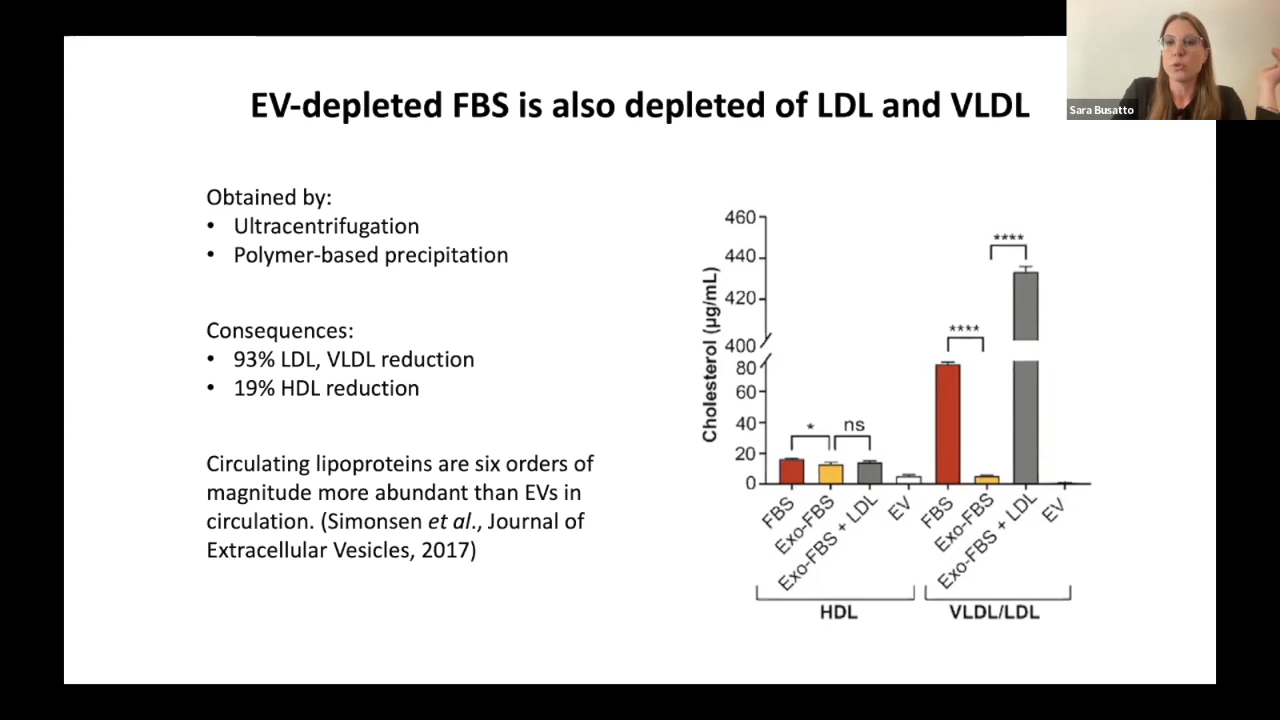 EV-depleted FBS is also depleted of LDL and VLDL
Sara Busatto
Obtained by:
• Ultracentrifugation
• Polymer-based precipitation
Consequences:
• 93% LDL, VLDL reduction
• 19% HDL reduction
Circulating lipoproteins are six orders of
magnitude more abundant than EVs in
circulation. (Simonsen et al., Journal of
Extracellular Vesicles, 2017)
Cholesterol (µg/mL)
460
440
420
400
80
60
40
20
0
*
ns
****
****
FBS
Exo-FBS
Exo-FBS + LDL
EV
FBS
Exo-FBS
Exo-FBS + LDL
EV
HDL
VLDL/LDL